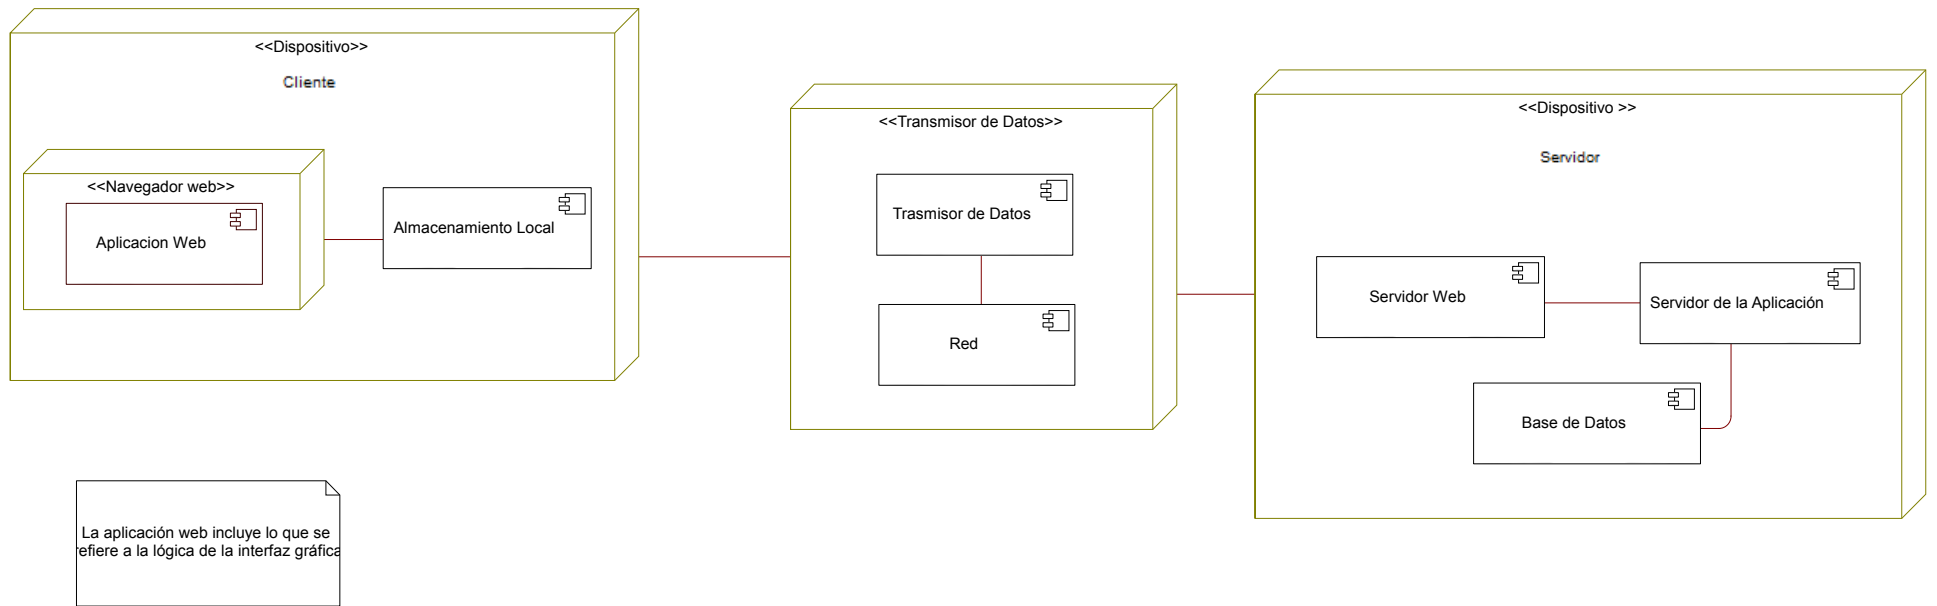 <<Dispositivo>>
Cliente
<<Navegador web>>
Aplicacion Web
Almacenamiento Local
<<Transmisor de Datos>>
Trasmisor de Datos
Red
<<Dispositivo >>
Servidor
Servidor Web
Servidor de la Aplicación
Base de Datos
La aplicación web incluye lo que se
refiere a la lógica de la interfaz gráfica